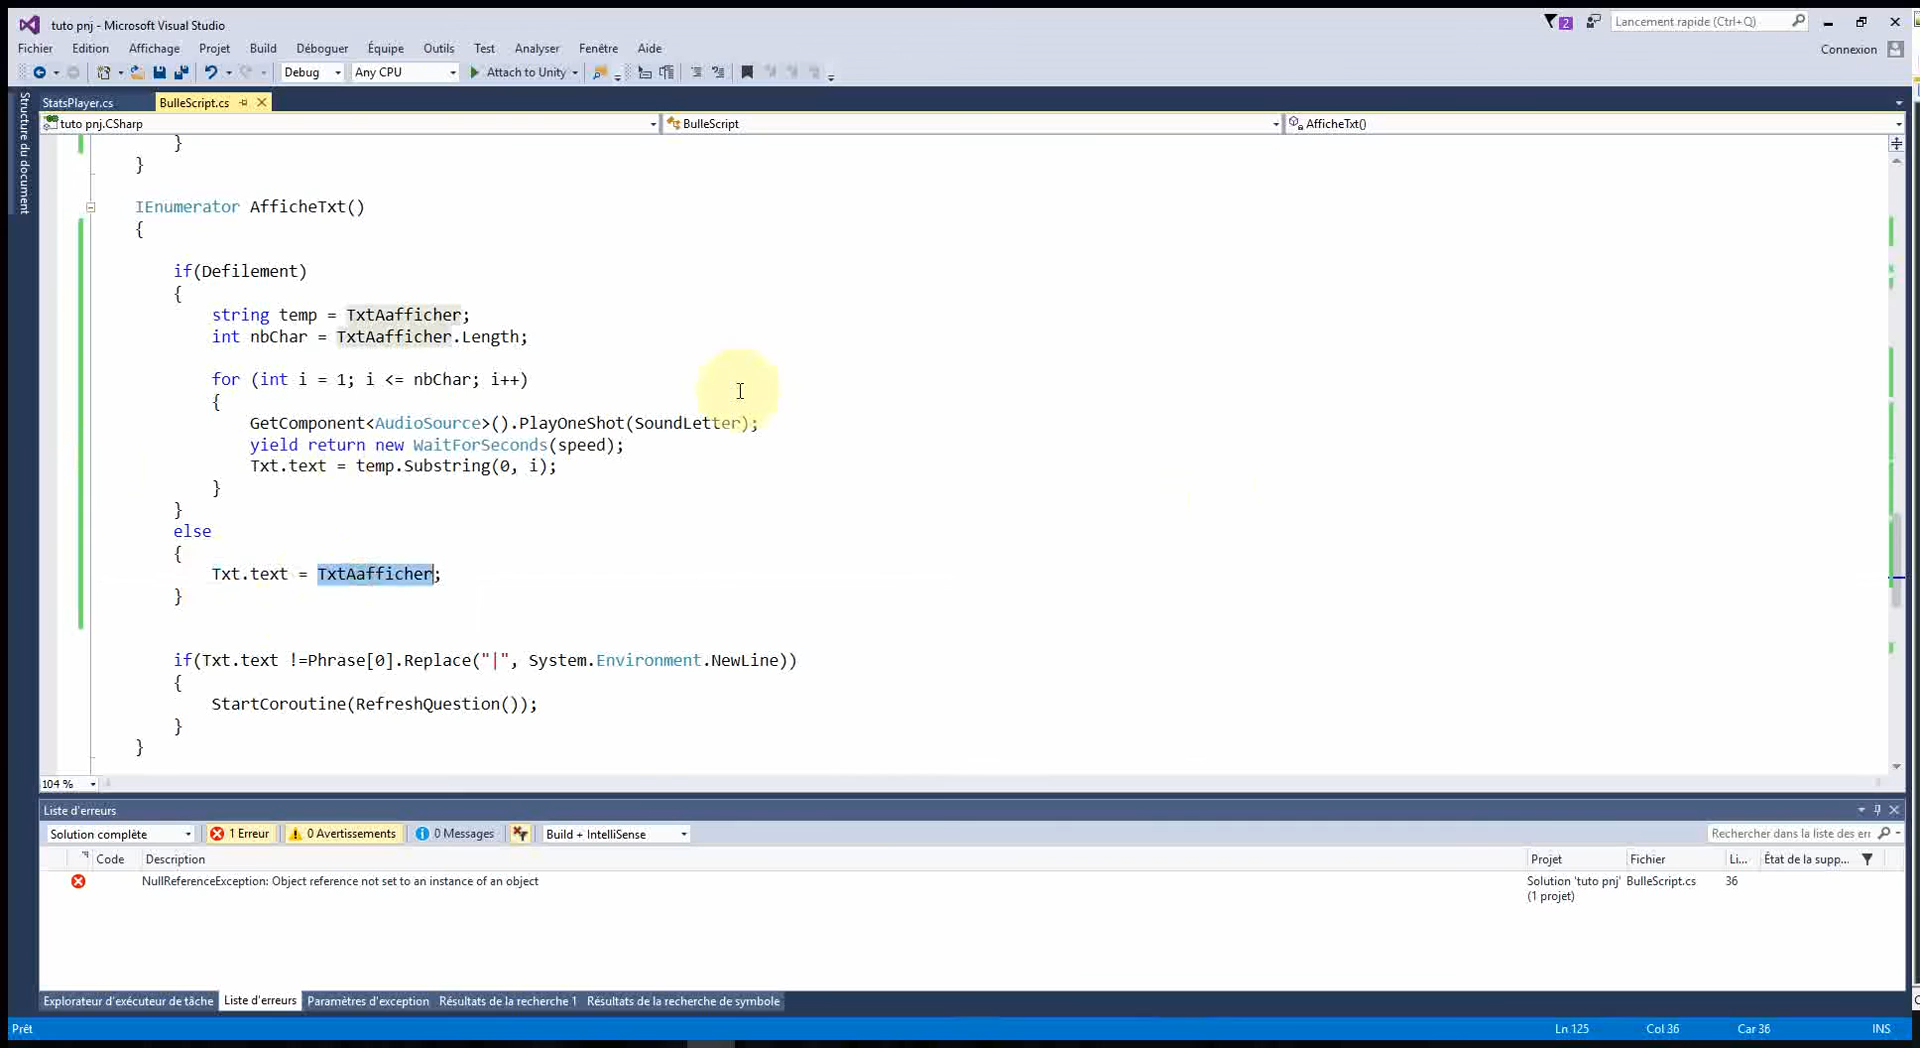 tuto pnj - Microsoft Visual Studio
2
Lancement rapide (Ctrl+Q)
Fichier Edition Affichage Projet Build Déboguer Équipe Outils Test Analyser Fenêtre Aide
Connexion
Debug Any CPU Attach to Unity
Structure du document
StatsPlayer.cs BulleScript.cs
tuto pnj.CSharp BulleScript AfficheTxt()
}
}
IEnumerator AfficheTxt()
{
if(Defilement)
{
string temp = TxtAafficher;
int nbChar = TxtAafficher.Length;
for (int i = 1; i <= nbChar; i++)
{
GetComponent<AudioSource>().PlayOneShot(SoundLetter);
yield return new WaitForSeconds(speed);
Txt.text = temp.Substring(0, i);
}
}
else
{
Txt.text = TxtAafficher;
}
if(Txt.text !=Phrase[0].Replace("|", System.Environment.NewLine))
{
StartCoroutine(RefreshQuestion());
}
}
104 %
Liste d'erreurs
Solution complète 1 Erreur 0 Avertissements 0 Messages Build + IntelliSense Rechercher dans la liste des err
Code Description Projet Fichier Li... État de la supp...
NullReferenceException: Object reference not set to an instance of an object Solution 'tuto pnj' BulleScript.cs 36
(1 projet)
Explorateur d'exécuteur de tâche Liste d'erreurs Paramètres d'exception Résultats de la recherche 1 Résultats de la recherche de symbole
Prêt Ln 125 Col 36 Car 36 INS